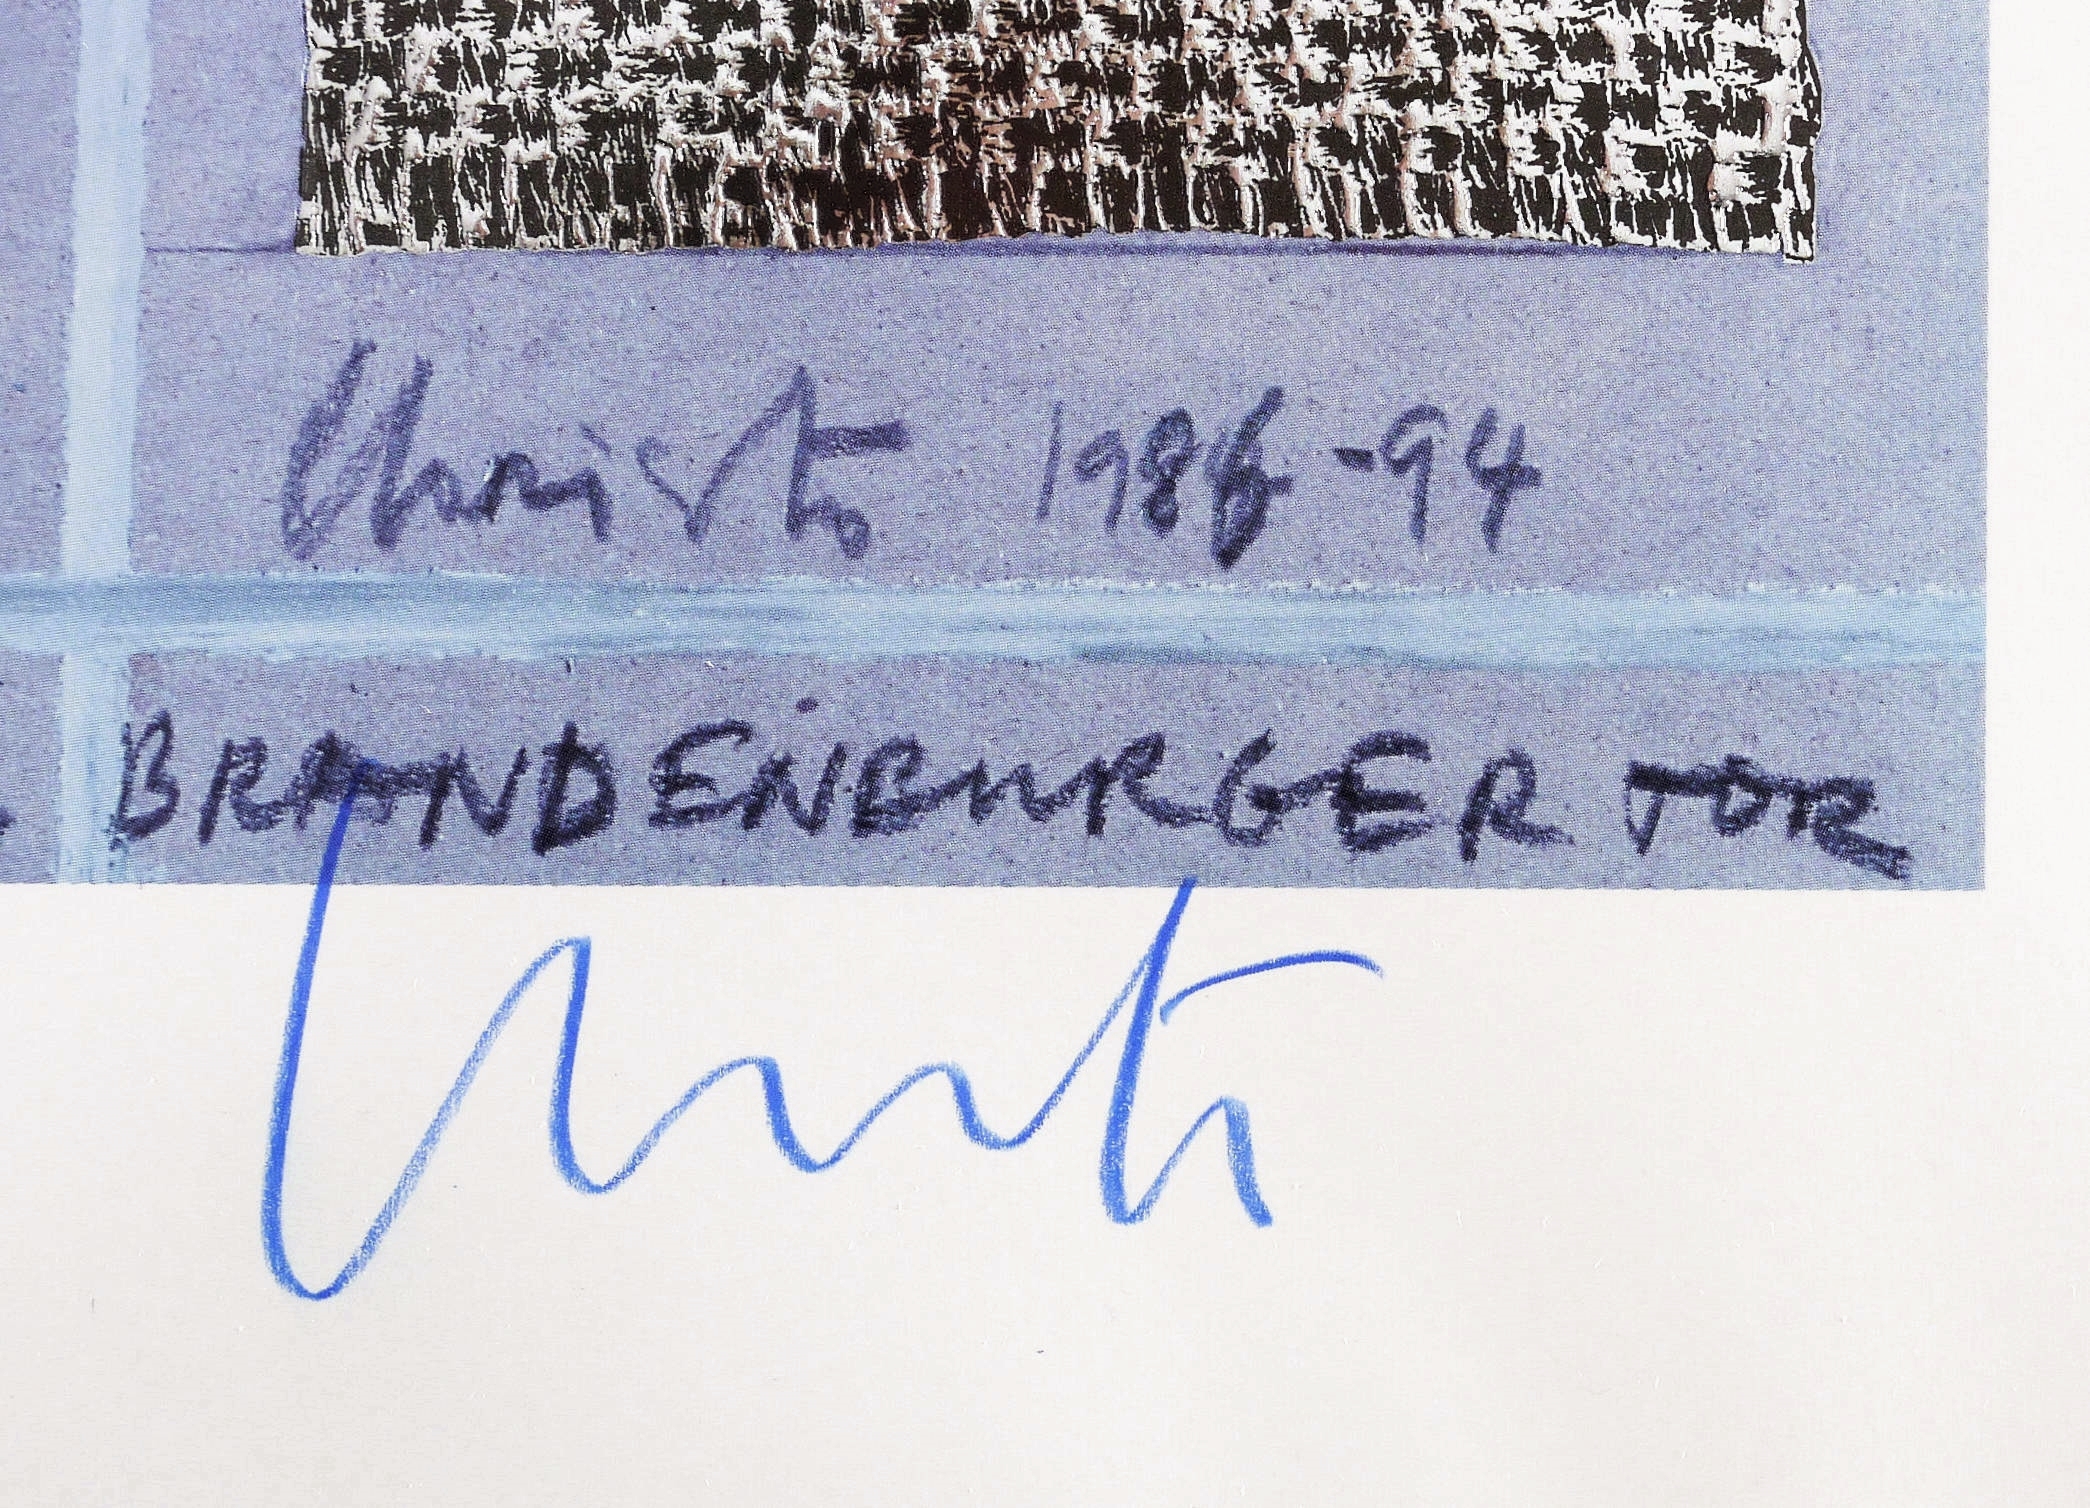 Christo 1986-94
BRANDENBURGER TOR
Christo